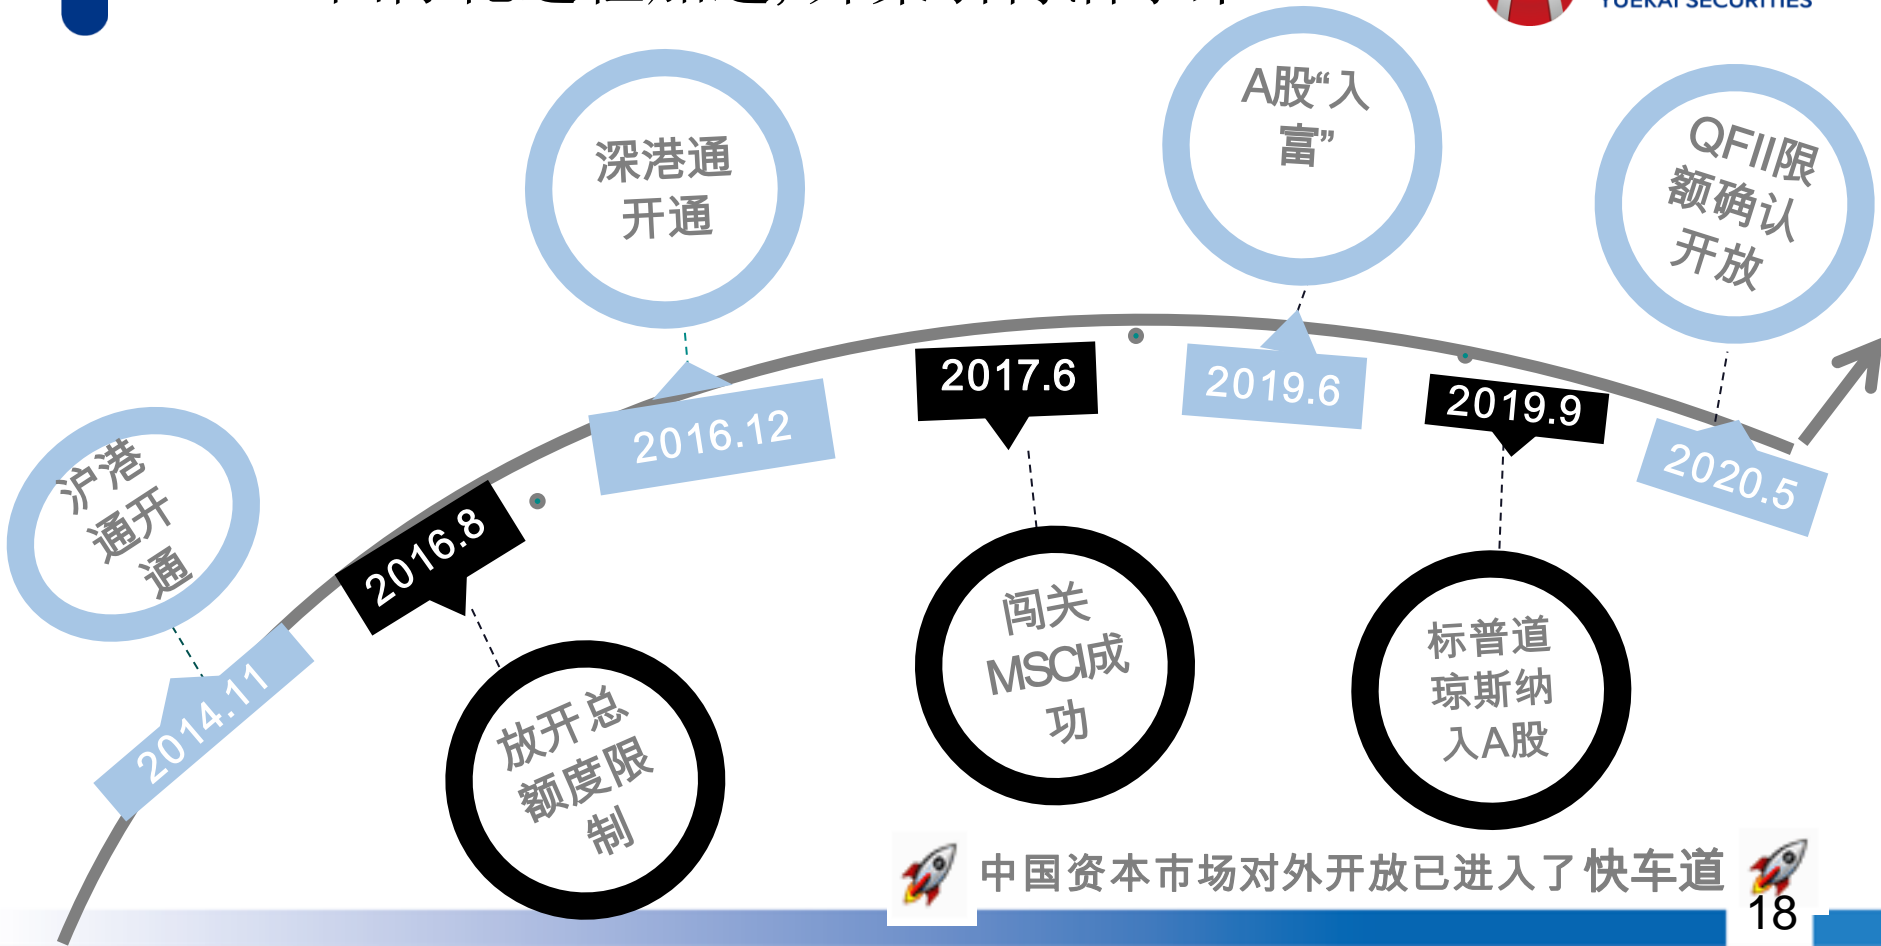 YUEKAI SECURITIES
A股“入
富”
深港通
开通
QFII限
额确认
开放
2017.6
2019.6
2019.9
2016.12
2020.5
沪港
通开
通
2016.8
2014.11
放开总
额度限
制
闯关
MSCI成
功
标普道
琼斯纳
入A股
中国资本市场对外开放已进入了快车道
18